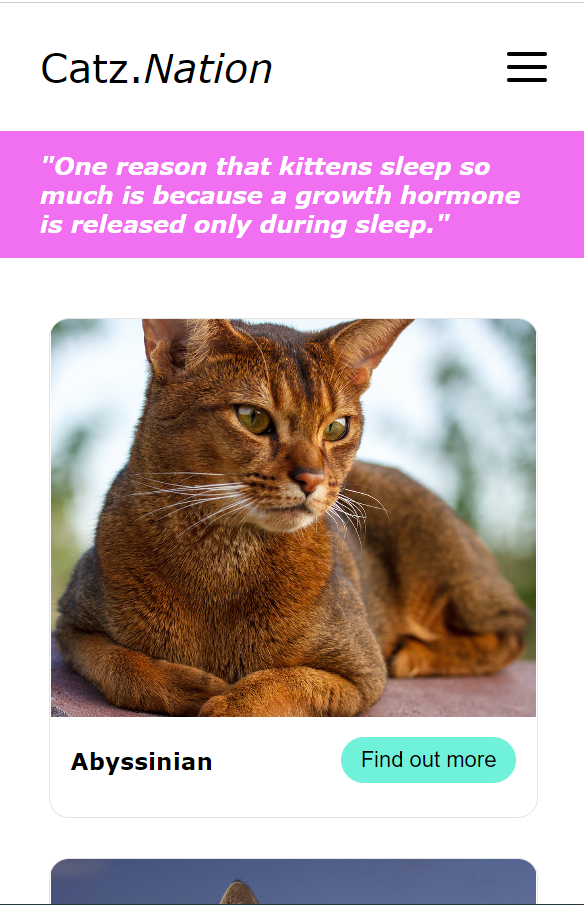 Catz.Nation
"One reason that kittens sleep so
much is because a growth hormone
is released only during sleep."
Abyssinian
Find out more